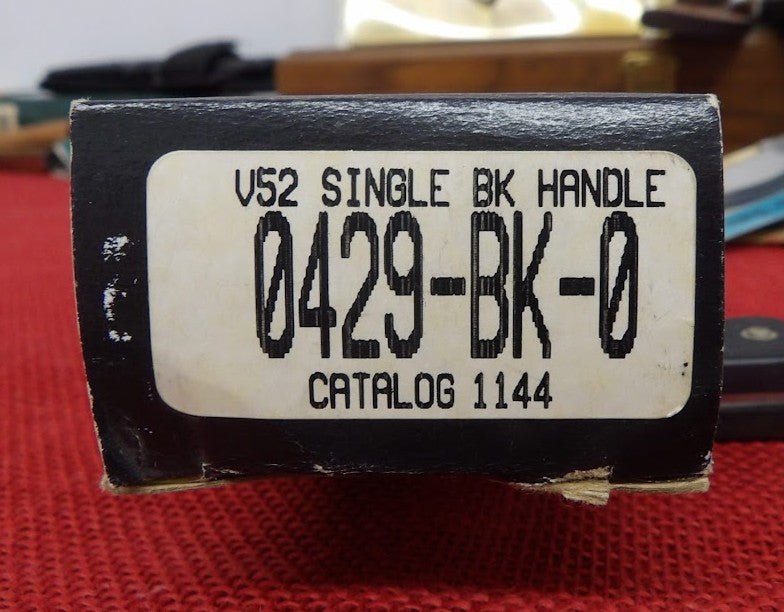 V52 SINGLE BK HANDLE
0429-BK-0
CATALOG 1144